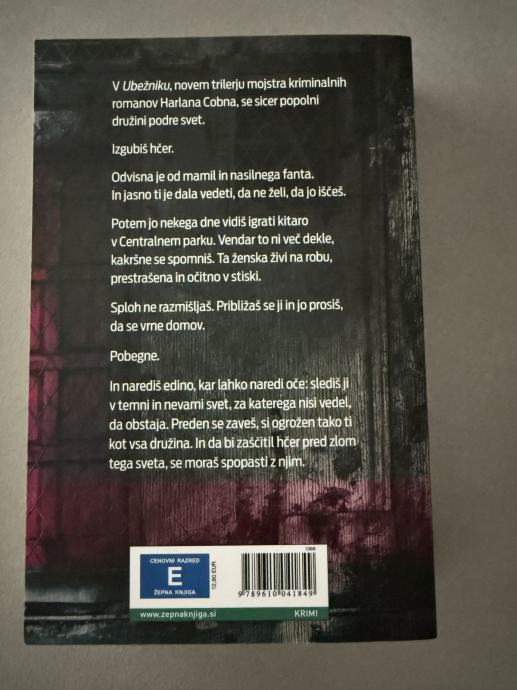 V Ubežniku, novem trilerju mojstra kriminalnih
romanov Harlana Cobna, se sicer popolni
družini podre svet.
Izgubiš hčer.
Odvisna je od mamil in nasilnega fanta.
In jasno ti je dala vedeti, da ne želi, da jo iščeš.
Potem jo nekega dne vidiš igrati kitaro
v Centralnem parku. Vendar to ni več dekle,
kakršne se spomniš. Ta ženska živi na robu,
prestrašena in očitno v stiski.
Sploh ne razmišljaš. Približaš se ji in jo prosiš,
da se vrne domov.
Pobegne.
In narediš edino, kar lahko naredi oče: slediš ji
v temni in nevarni svet, za katerega nisi vedel,
da obstaja. Preden se zaveš, si ogrožen tako ti
kot vsa družina. In da bi zaščitil hčer pred zlom
tega sveta, se moraš spopasti z njim.
CENOVNI RAZRED
E
ŽEPNA KNJIGA
12,90 EUR
1399
9 789610 041849
www.zepnaknjiga.si
KRIMI